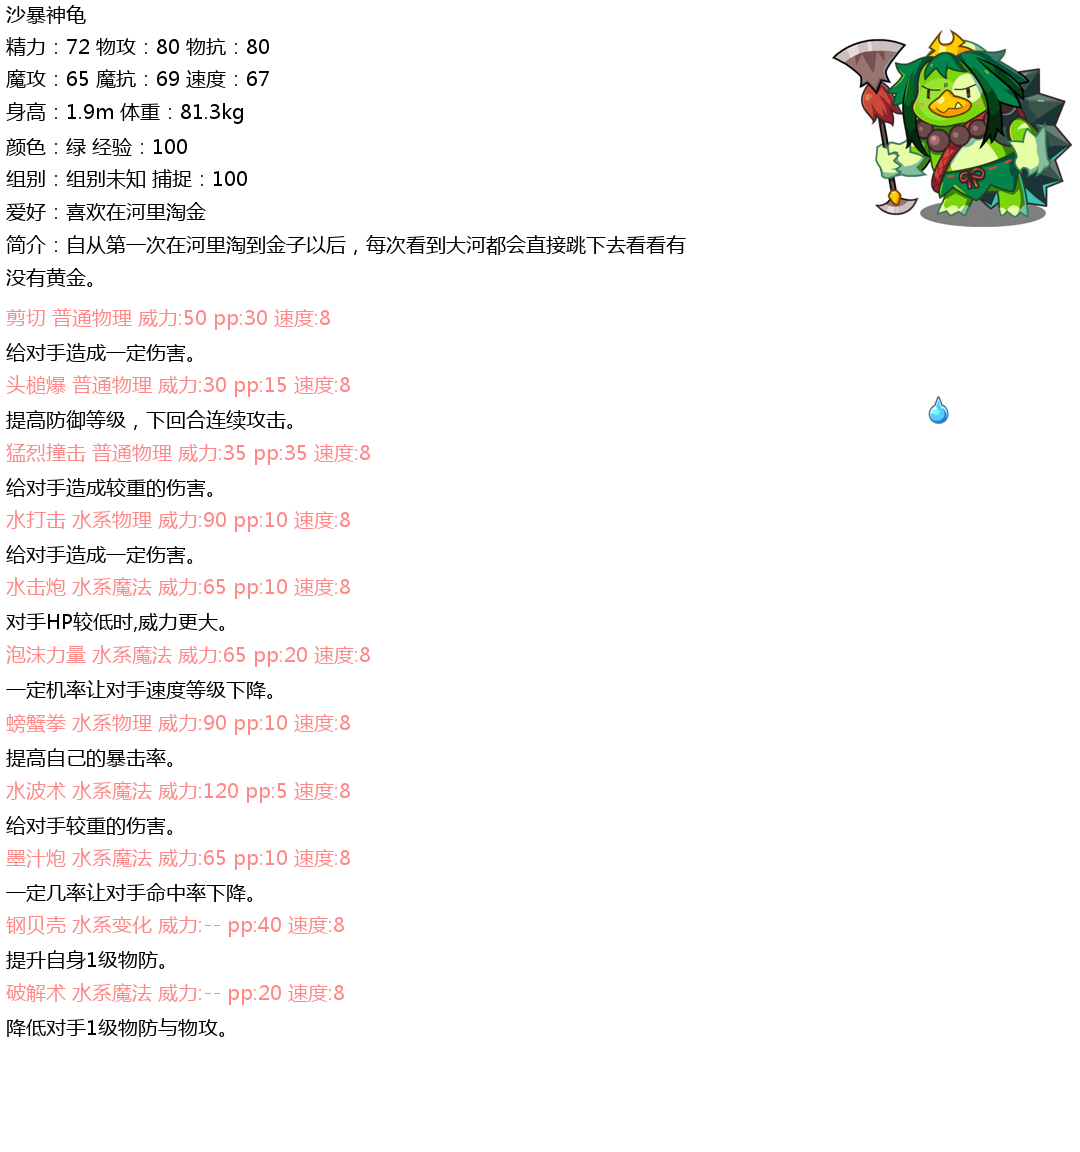 沙暴神龟
精力：72 物攻：80 物抗：80
魔攻：65 魔抗：69 速度：67
身高：1.9m 体重：81.3kg
颜色：绿 经验：100
组别：组别未知 捕捉：100
爱好：喜欢在河里淘金
简介：自从第一次在河里淘到金子以后，每次看到大河都会直接跳下去看看有
没有黄金。
剪切 普通物理 威力:50 pp:30 速度:8
给对手造成一定伤害。
头槌爆 普通物理 威力:30 pp:15 速度:8
提高防御等级，下回合连续攻击。
猛烈撞击 普通物理 威力:35 pp:35 速度:8
给对手造成较重的伤害。
水打击 水系物理 威力:90 pp:10 速度:8
给对手造成一定伤害。
水击炮 水系魔法 威力:65 pp:10 速度:8
对手HP较低时,威力更大。
泡沫力量 水系魔法 威力:65 pp:20 速度:8
一定机率让对手速度等级下降。
螃蟹拳 水系物理 威力:90 pp:10 速度:8
提高自己的暴击率。
水波术 水系魔法 威力:120 pp:5 速度:8
给对手较重的伤害。
墨汁炮 水系魔法 威力:65 pp:10 速度:8
一定几率让对手命中率下降。
钢贝壳 水系变化 威力:-- pp:40 速度:8
提升自身1级物防。
破解术 水系魔法 威力:-- pp:20 速度:8
降低对手1级物防与物攻。